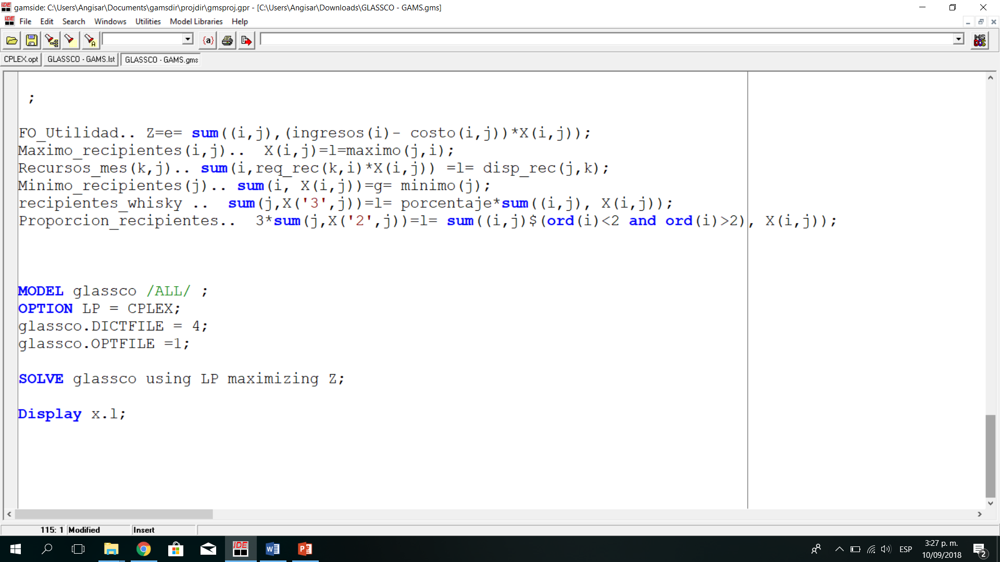 gamside: C:\Users\Angisar\Documents\gamsdir\projdir\gmsproj.gpr - [C:\Users\Angisar\Downloads\GLASSCO - GAMS.gms]
File Edit Search Windows Utilities Model Libraries Help
{a}
CPLEX.opt GLASSCO - GAMS.lst GLASSCO - GAMS.gms
;
FO_Utilidad.. Z=e= sum((i,j),(ingresos(i)- costo(i,j))*X(i,j));
Maximo_recipientes(i,j).. X(i,j)=l=maximo(j,i);
Recursos_mes(k,j).. sum(i,req_rec(k,i)*X(i,j)) =l= disp_rec(j,k);
Minimo_recipientes(j).. sum(i, X(i,j))=g= minimo(j);
recipientes_whisky .. sum(j,X('3',j))=l= porcentaje*sum((i,j), X(i,j));
Proporcion_recipientes.. 3*sum(j,X('2',j))=l= sum((i,j)$(ord(i)<2 and ord(i)>2), X(i,j));
MODEL glassco /ALL/ ;
OPTION LP = CPLEX;
glassco.DICTFILE = 4;
glassco.OPTFILE =1;
SOLVE glassco using LP maximizing Z;
Display x.l;
115: 1 Modified Insert
IDE
ESP
3:27 p. m.
10/09/2018
2